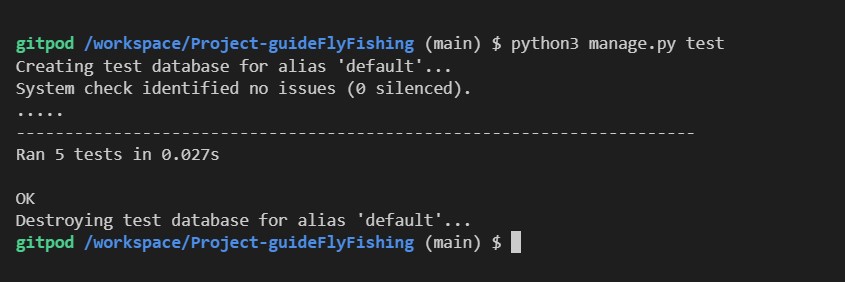 gitpod /workspace/Project-guideFlyFishing (main) $ python3 manage.py test
Creating test database for alias 'default'...
System check identified no issues (0 silenced).
.....
----------------------------------------------------------------------
Ran 5 tests in 0.027s
OK
Destroying test database for alias 'default'...
gitpod /workspace/Project-guideFlyFishing (main) $